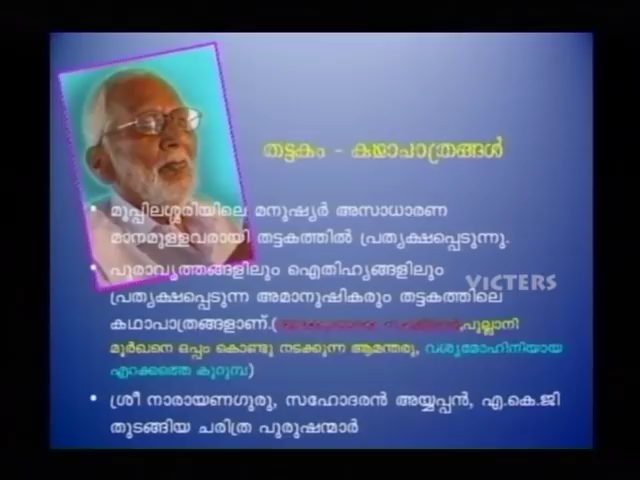 തട്ടകം - കഥാപാത്രങ്ങൾ
• മുപ്പിലശ്ശേരിയിലെ മനുഷ്യർ അസാധാരണ
മാനമുള്ളവരായി തട്ടകത്തിൽ പ്രത്യക്ഷപ്പെടുന്നു.
• പുരാവൃത്തങ്ങളിലും ഐതിഹ്യങ്ങളിലും
VICTERS
പ്രത്യക്ഷപ്പെടുന്ന അമാനുഷികരും തട്ടകത്തിലെ
കഥാപാത്രങ്ങളാണ്.( പുല്ലാനി
മൂർഖനെ ഒപ്പം കൊണ്ടു നടക്കുന്ന ആമന്തരു, വശ്യമോഹിനിയായ
എറക്കത്തെ കുറുമ്പ)
• ശ്രീ നാരായണഗുരു, സഹോദരൻ അയ്യപ്പൻ, എ.കെ.ജി
തുടങ്ങിയ ചരിത്ര പുരുഷന്മാർ